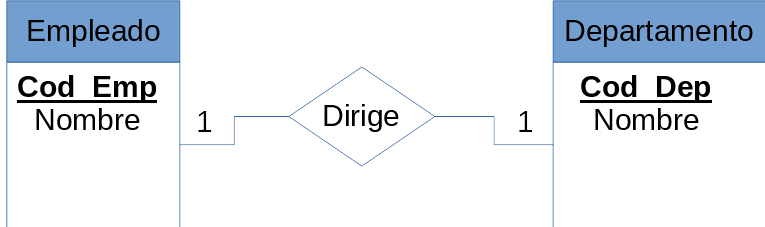 Empleado
Cod_Emp
Nombre
1
Dirige
1
Departamento
Cod_Dep
Nombre